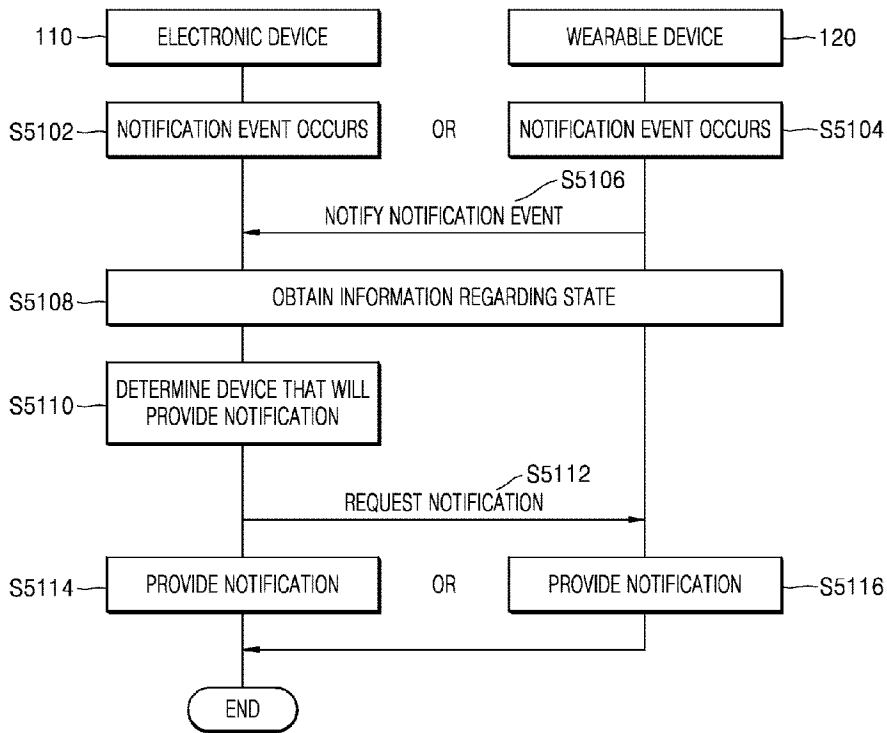 110
ELECTRONIC DEVICE
WEARABLE DEVICE
120
S5102
NOTIFICATION EVENT OCCURS
OR
NOTIFICATION EVENT OCCURS
S5104
S5106
NOTIFY NOTIFICATION EVENT
S5108
OBTAIN INFORMATION REGARDING STATE
S5110
DETERMINE DEVICE THAT WILL
PROVIDE NOTIFICATION
S5112
REQUEST NOTIFICATION
S5114
PROVIDE NOTIFICATION
OR
PROVIDE NOTIFICATION
S5116
END